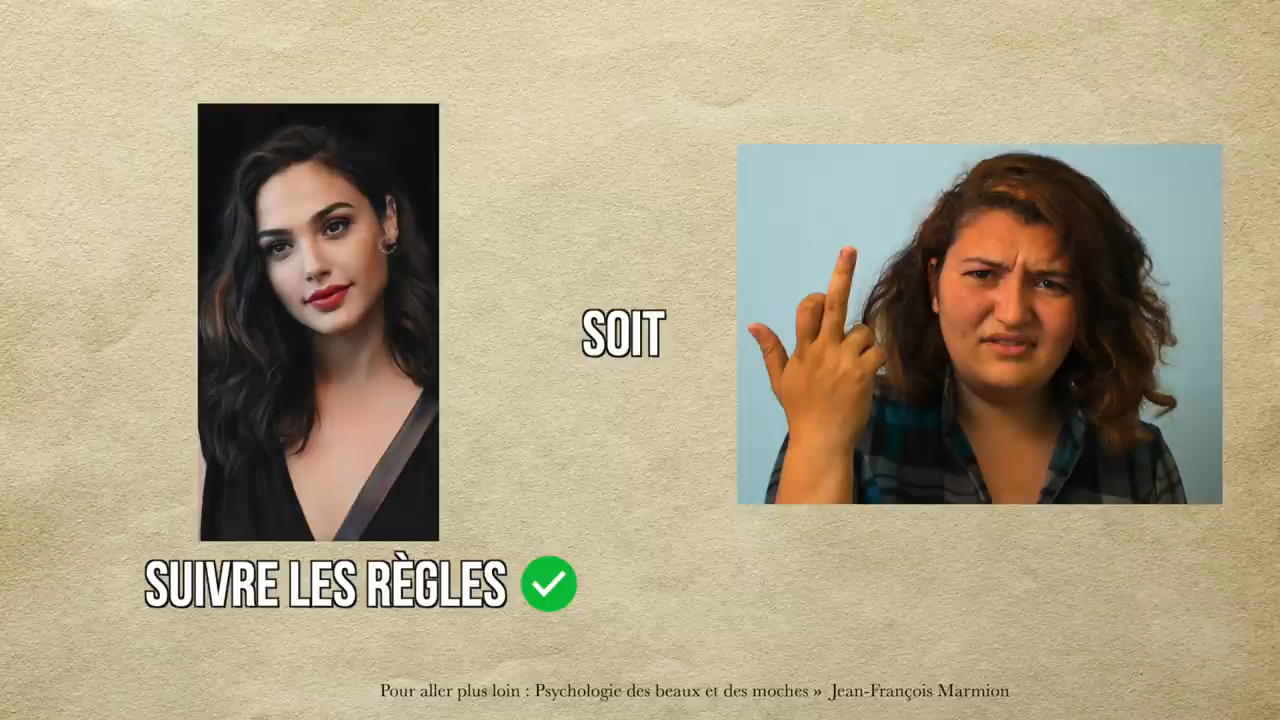 SOIT
SUIVRE LES RÈGLES
Pour aller plus loin : Psychologie des beaux et des moches » Jean-François Marmion